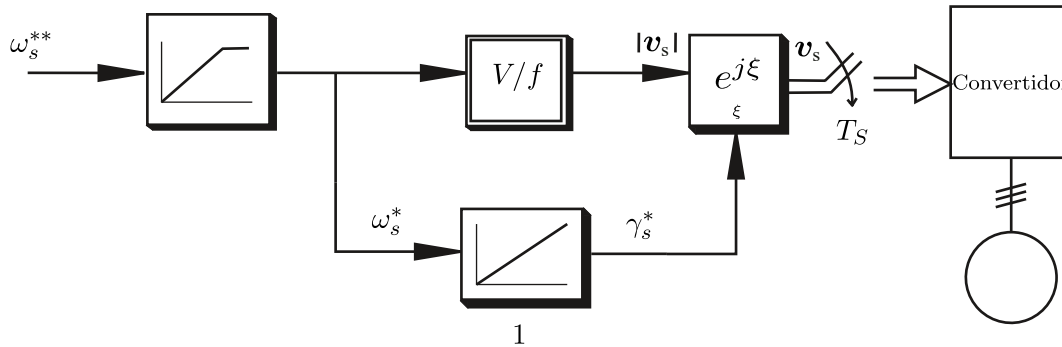 ω_s^{**}
V/f
|v_s|
e^{jξ}
ξ
v_s
T_S
Convertidor
ω_s^*
γ_s^*
1